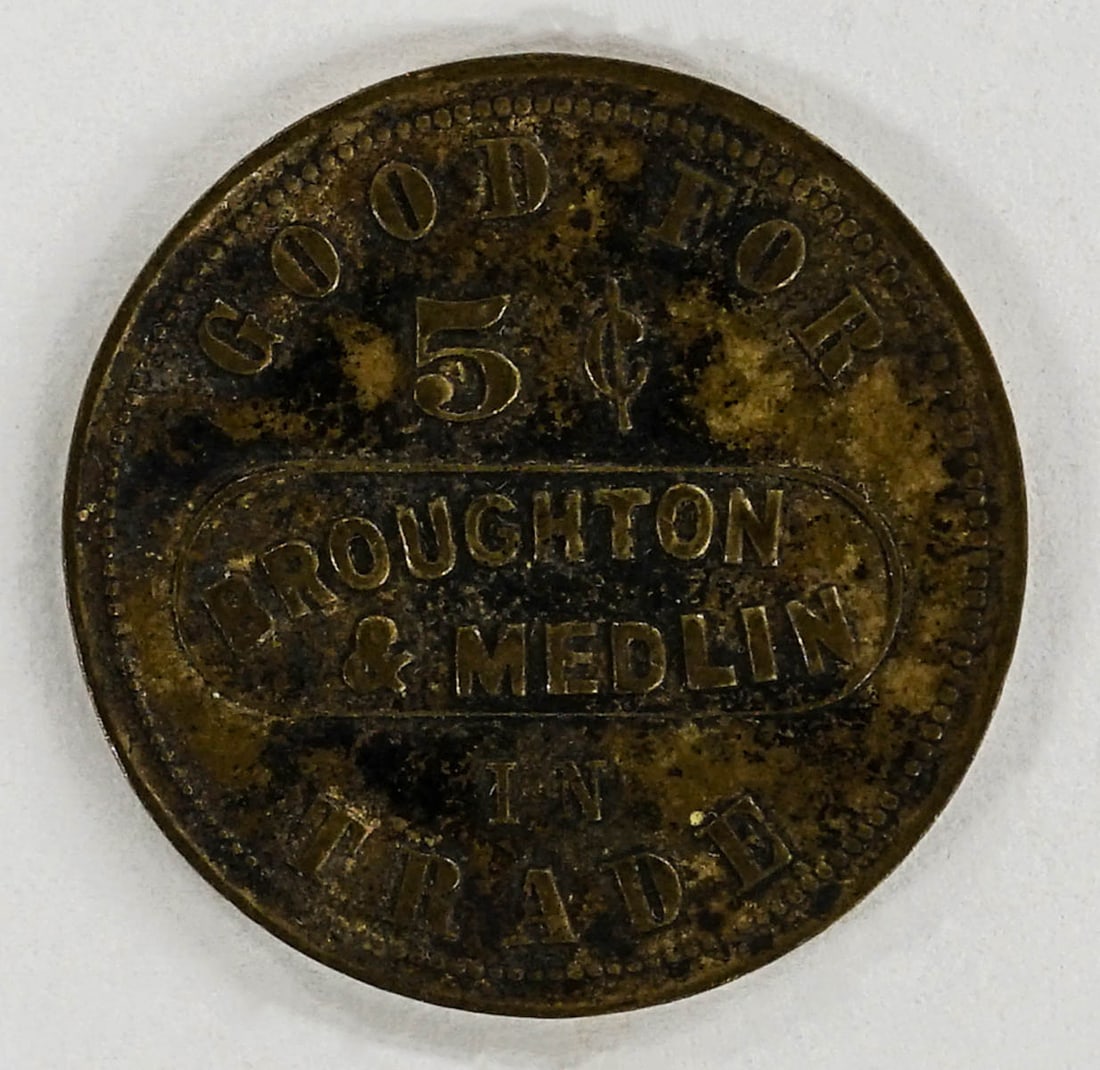 GOOD FOR
5¢
BROUGHTON
& MEDLIN
IN
TRADE